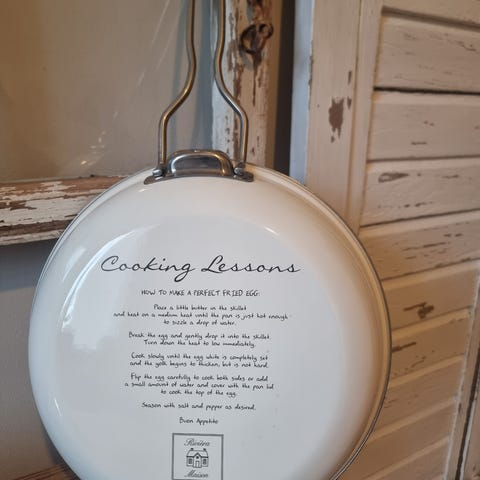 Cooking Lessons
HOW TO MAKE A PERFECT FRIED EGG:
Place a little butter in the skillet
and heat on a medium heat until the pan is just hot enough
to sizzle a drop of water.
Break the egg and gently drop it into the skillet.
Turn down the heat to low immediately.
Cook slowly until the egg white is completely set
and the yolk begins to thicken, but is not hard.
Flip the egg carefully to cook both sides or add
a small amount of water and cover with the pan lid
to cook the top of the egg.
Season with salt and pepper as desired.
Buen Appetito
Rivièra
Maison